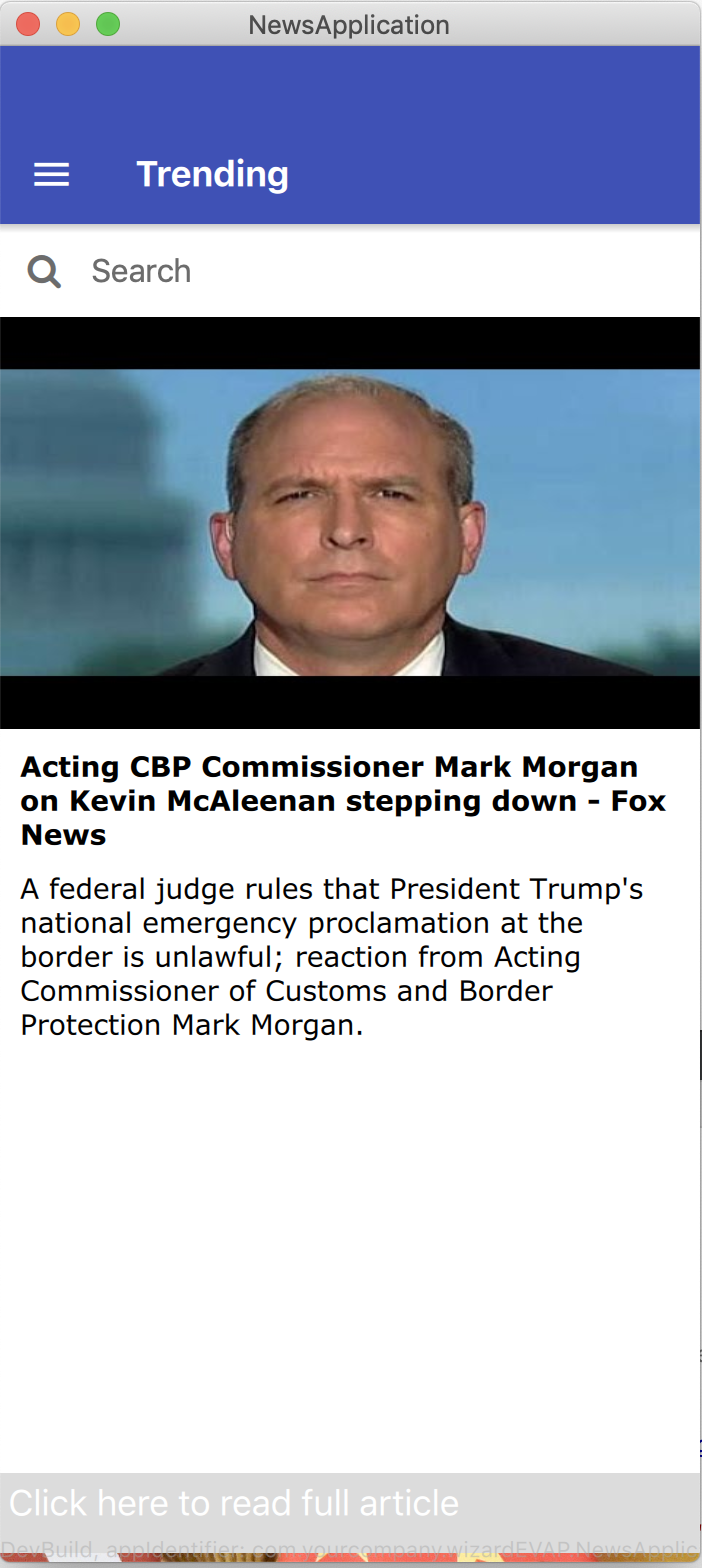 NewsApplication
Trending
Search
Acting CBP Commissioner Mark Morgan
on Kevin McAleenan stepping down - Fox
News
A federal judge rules that President Trump's
national emergency proclamation at the
border is unlawful; reaction from Acting
Commissioner of Customs and Border
Protection Mark Morgan.
Click here to read full article
DevBuild, appIdentifier: com.yourcompany.wizardEVAP.NewsApplic